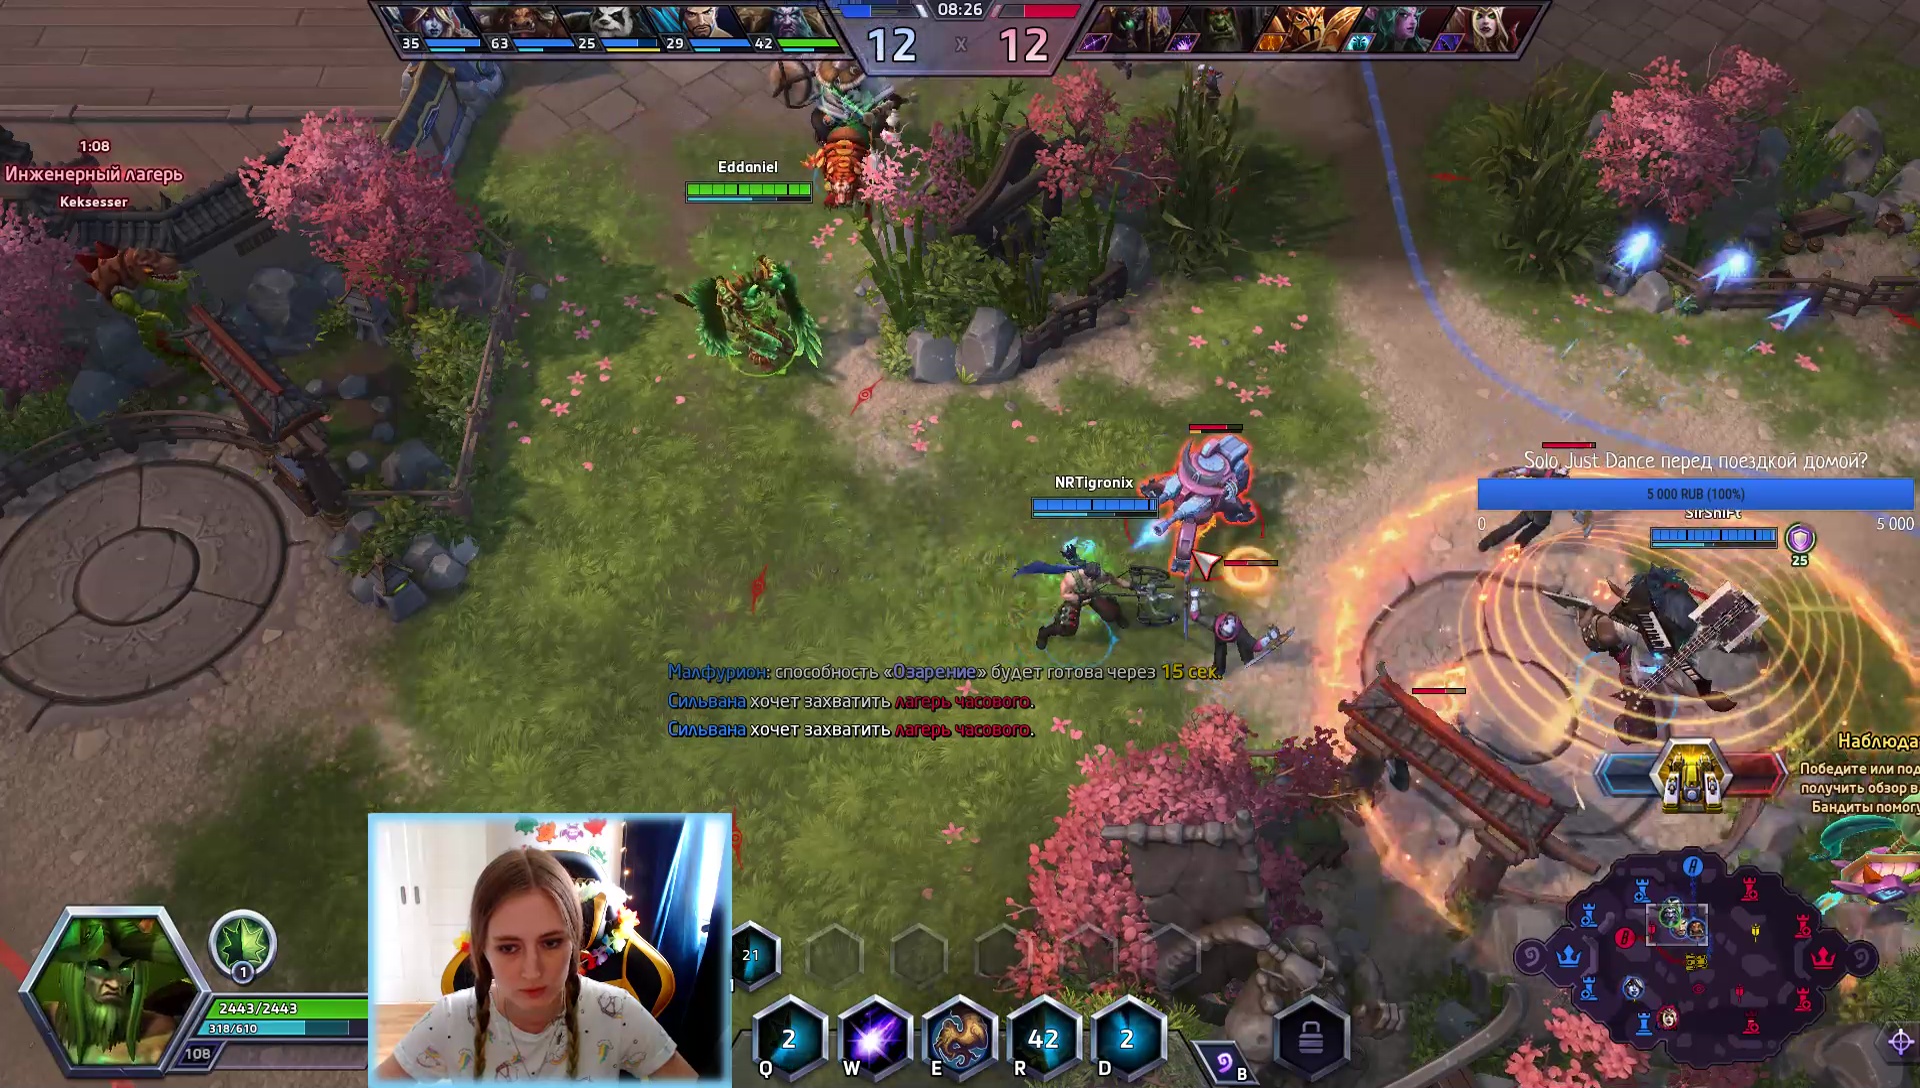 35
63
25
29
42
12
08:26
x
12
1:08
Инженерный лагерь
Keksesser
Eddaniel
NRTigronix
Solo Just Dance перед поездкой домой?
5 000 RUB (100%)
0
5 000
SirShiFt
25
Малфурион: способность «Озарение» будет готова через 15 сек.
Сильвана хочет захватить лагерь часового.
Сильвана хочет захватить лагерь часового.
Наблюда
Победите или под
получить обзор в
Бандиты помогу
1
2443/2443
318/610
108
21
2
42
2
Q
W
E
R
D
B